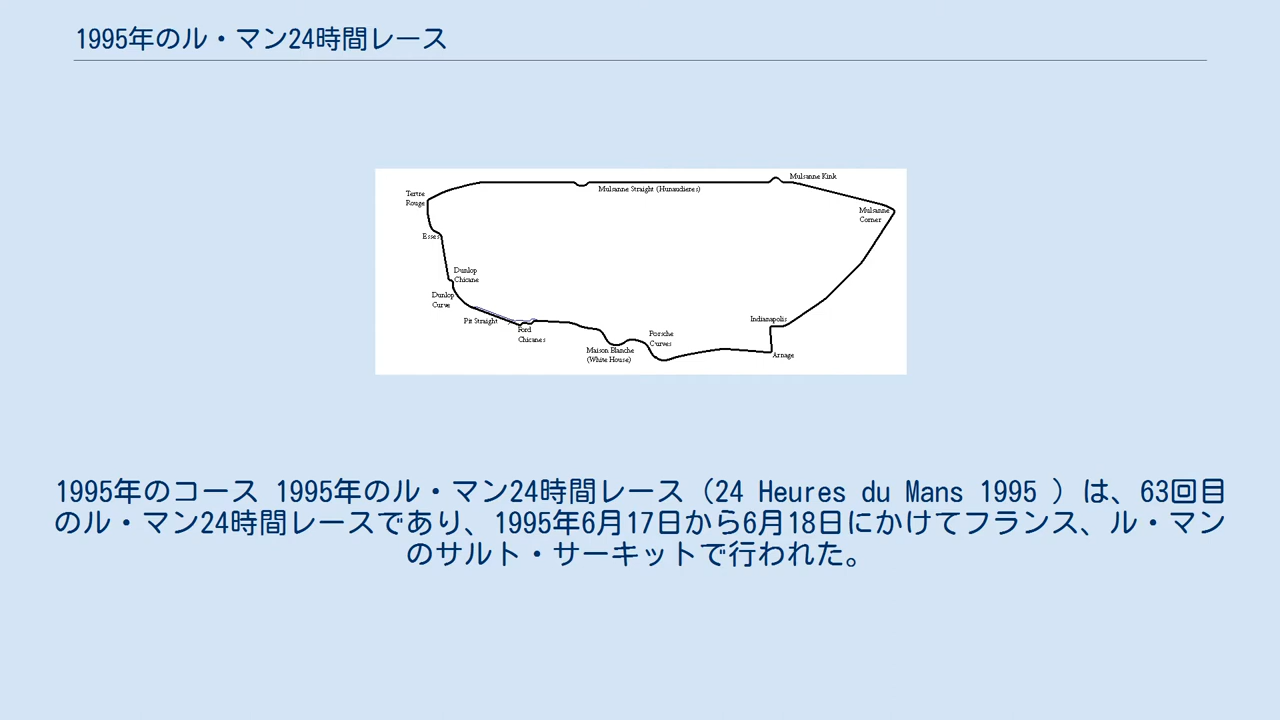 1995年のル・マン24時間レース
Mulsanne Kink
Mulsanne Straight (Hunaudieres)
Tertre
Rouge
Mulsanne
Corner
Esses
Dunlop
Chicane
Dunlop
Curve
Pit Straight
Ford
Chicanes
Indianapolis
Porsche
Curves
Maison Blanche
(White House)
Arnage
1995年のコース 1995年のル・マン24時間レース（24 Heures du Mans 1995 ）は、63回目
のル・マン24時間レースであり、1995年6月17日から6月18日にかけてフランス、ル・マン
のサルト・サーキットで行われた。